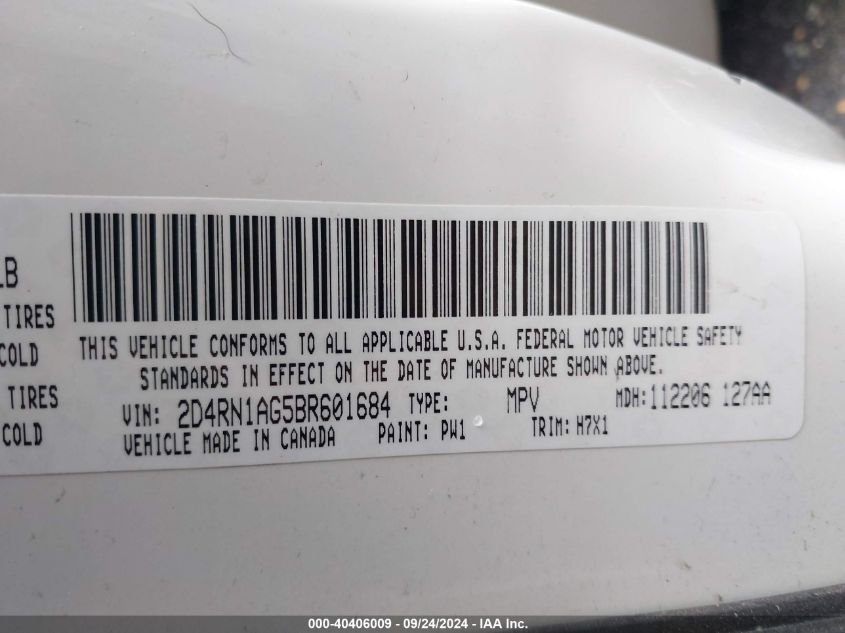 LB
TIRES
COLD
TIRES
COLD
THIS VEHICLE CONFORMS TO ALL APPLICABLE U.S.A. FEDERAL MOTOR VEHICLE SAFETY
STANDARDS IN EFFECT ON THE DATE OF MANUFACTURE SHOWN ABOVE.
VIN: 2D4RN1AG5BR601684 TYPE: MPV MDH:112206 127AA
VEHICLE MADE IN CANADA PAINT: PW1 TRIM: H7X1
000-40406009 - 09/24/2024 - IAA Inc.